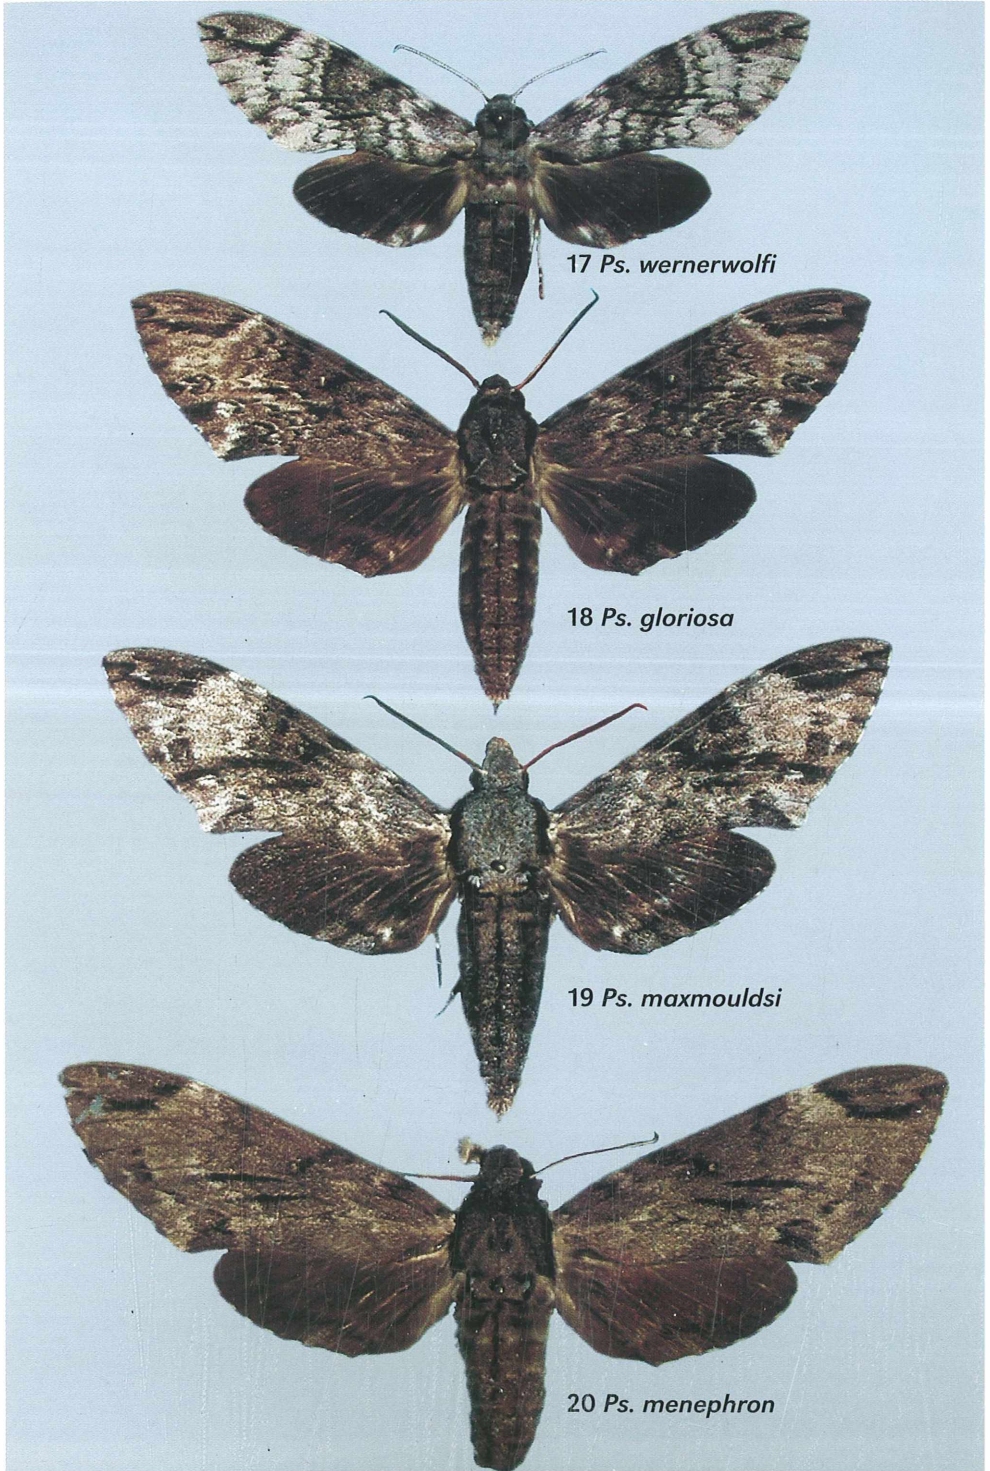 17 Ps. wernerwolfi
18 Ps. gloriosa
19 Ps. maxmouldsi
20 Ps. menephron